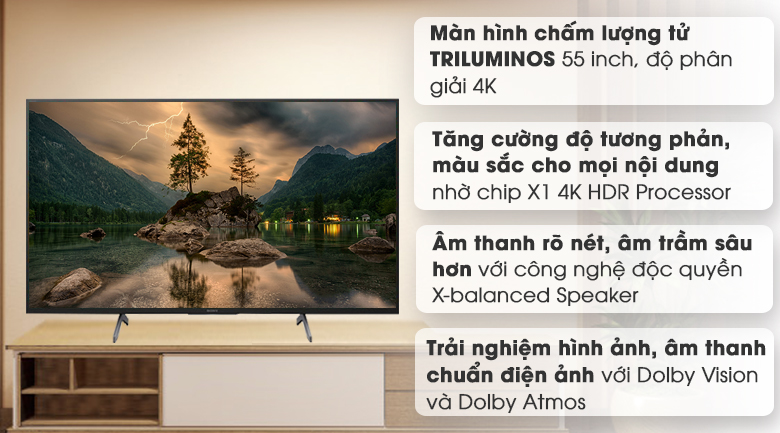 Màn hình chấm lượng tử
TRILUMINOS 55 inch, độ phân
giải 4K
Tăng cường độ tương phản,
màu sắc cho mọi nội dung
nhờ chip X1 4K HDR Processor
Âm thanh rõ nét, âm trầm sâu
hơn với công nghệ độc quyền
X-balanced Speaker
Trải nghiệm hình ảnh, âm thanh
chuẩn điện ảnh với Dolby Vision
và Dolby Atmos
SONY